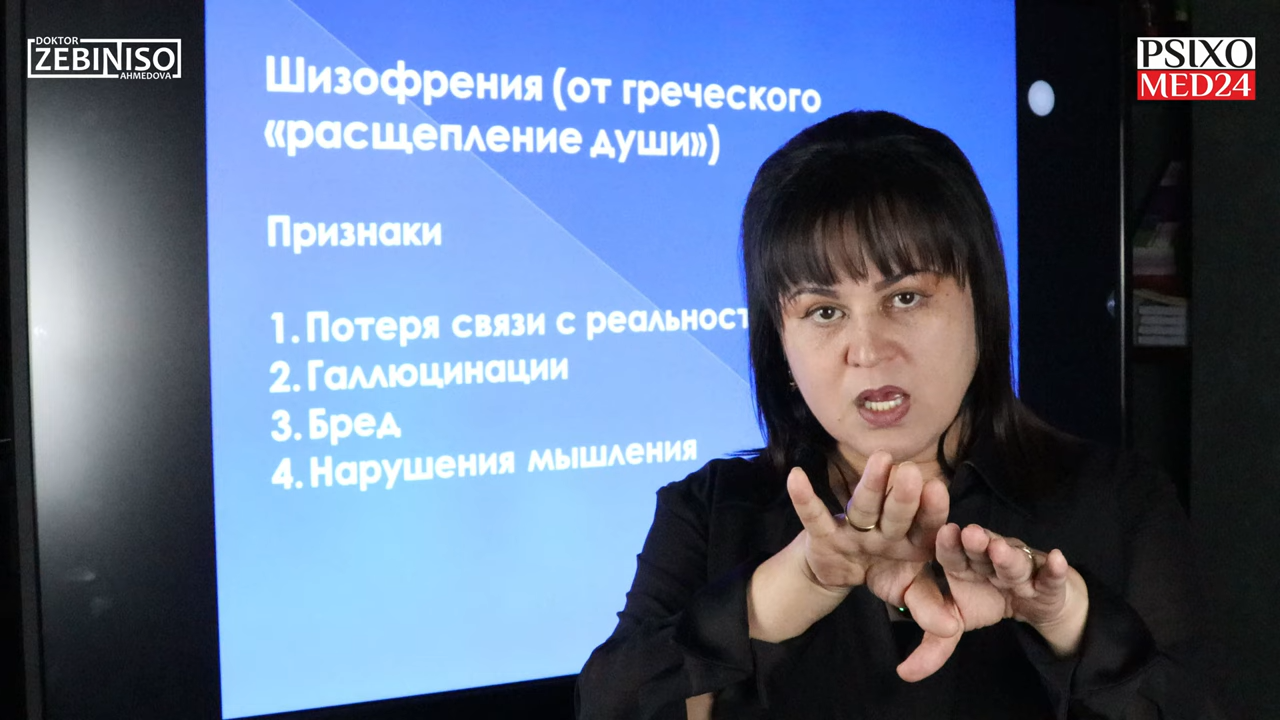 DOKTOR
ZEBINISO
AHMEDOVA
PSIXO
MED24
Шизофрения (от греческого
«расщепление души»)
Признаки
1. Потеря связи с
2. Галлюцинации
3. Бред
4. Нарушения мышления